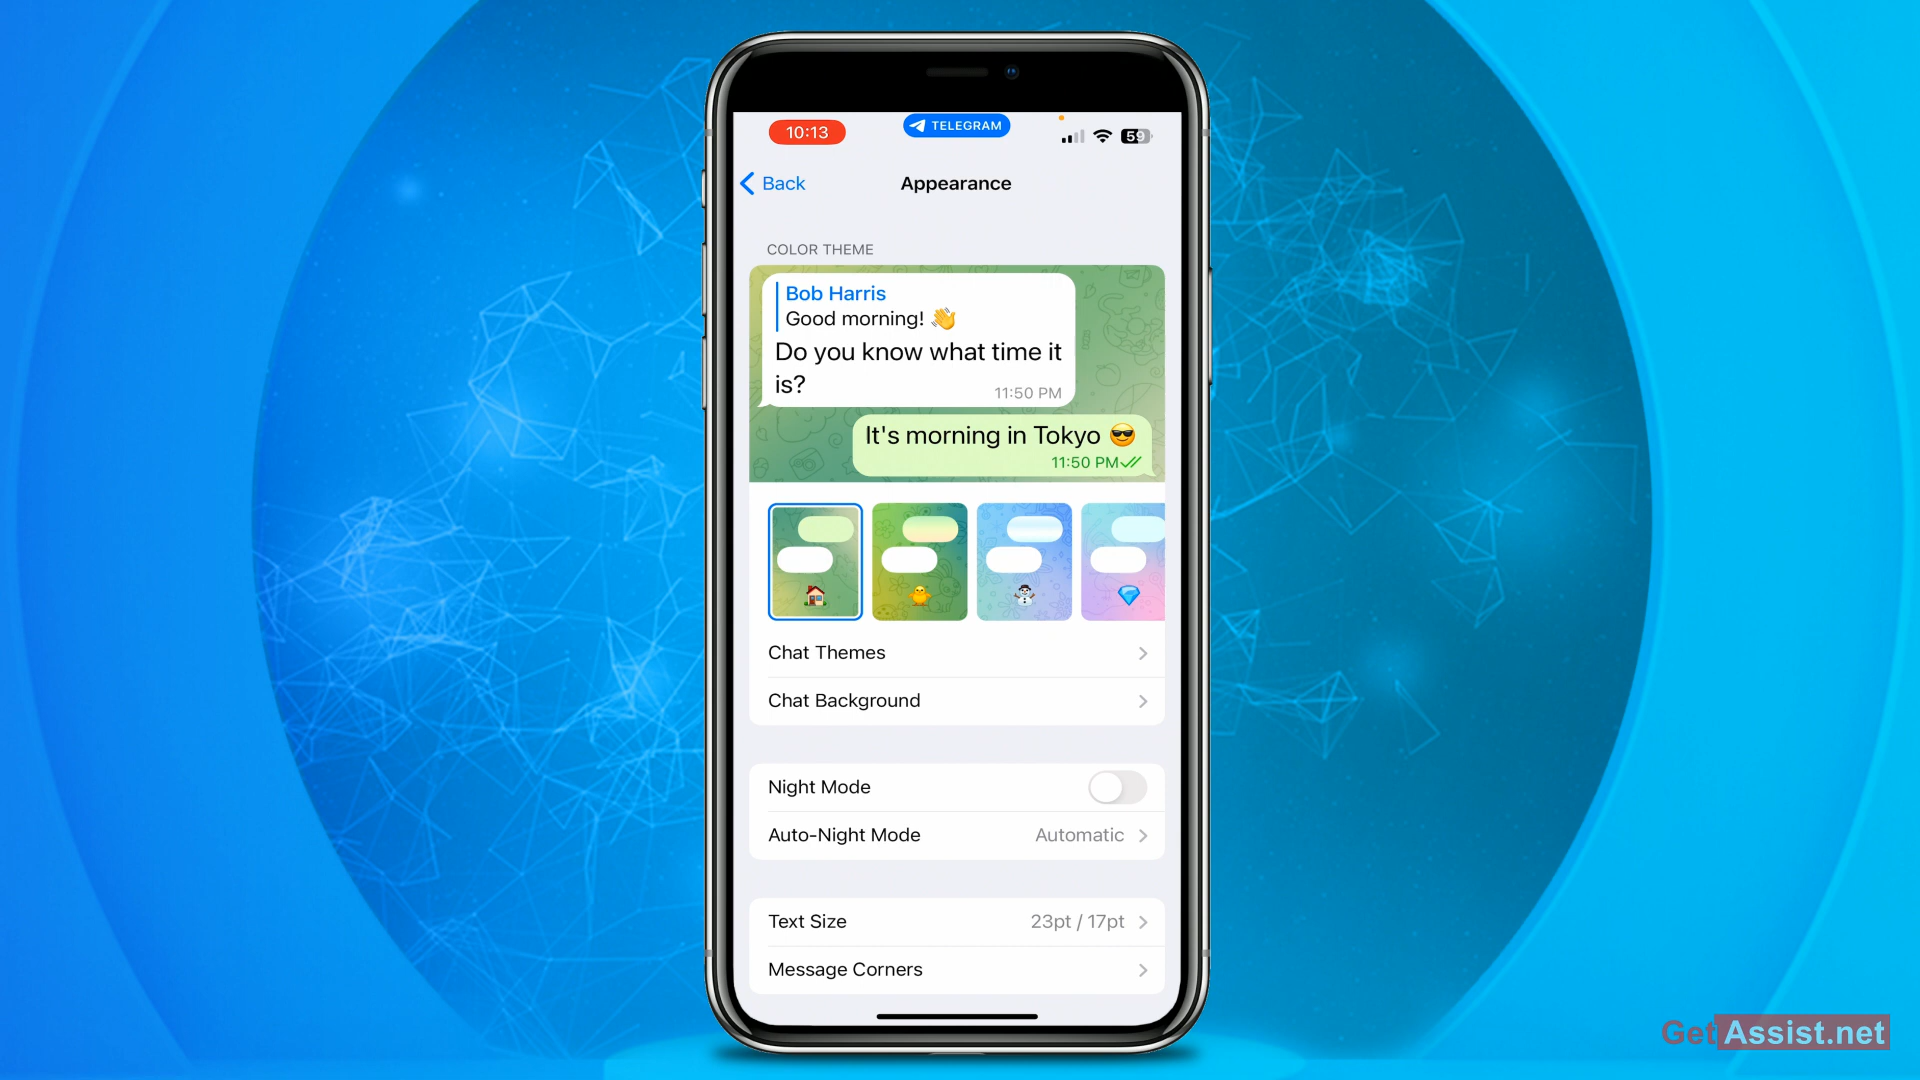 10:13
TELEGRAM
59
Back
Appearance
COLOR THEME
Bob Harris
Good morning! 👋
Do you know what time it
is?
11:50 PM
It's morning in Tokyo 😎
11:50 PM
Chat Themes
Chat Background
Night Mode
Auto-Night Mode Automatic
Text Size 23pt / 17pt
Message Corners
GetAssist.net